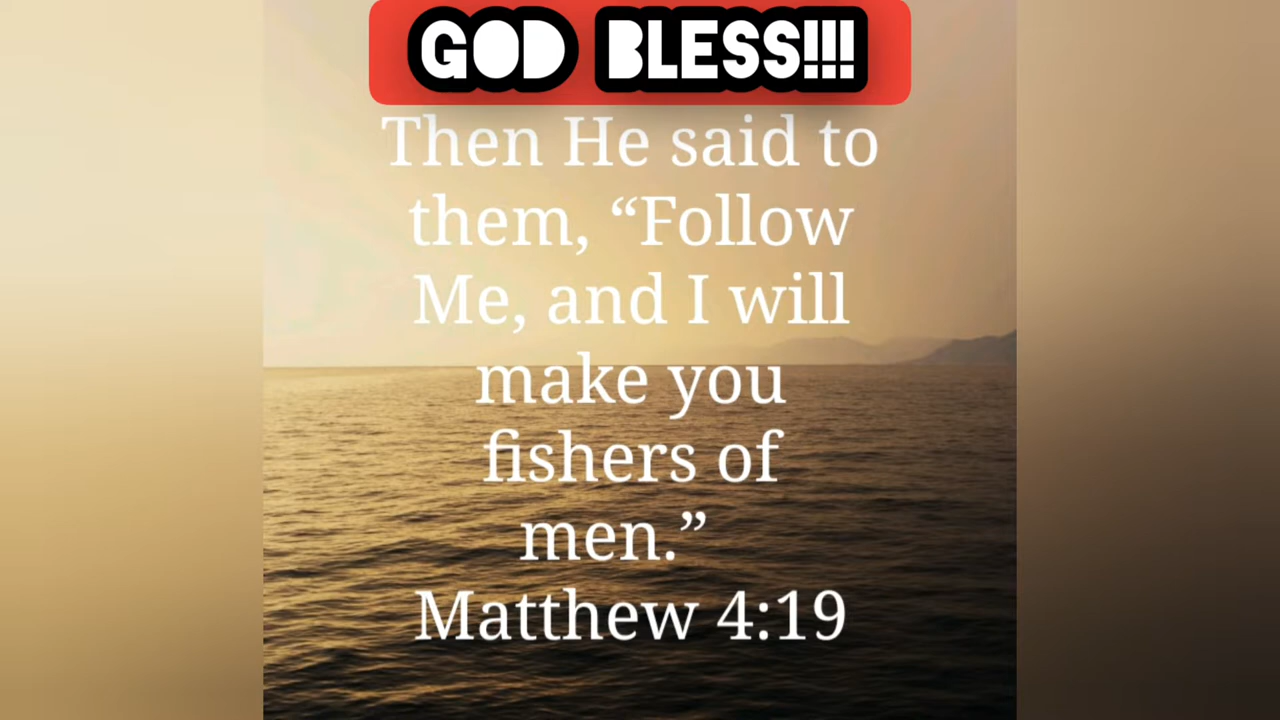 GOD BLESS!!!
Then He said to
them, “Follow
Me, and I will
make you
fishers of
men.”
Matthew 4:19